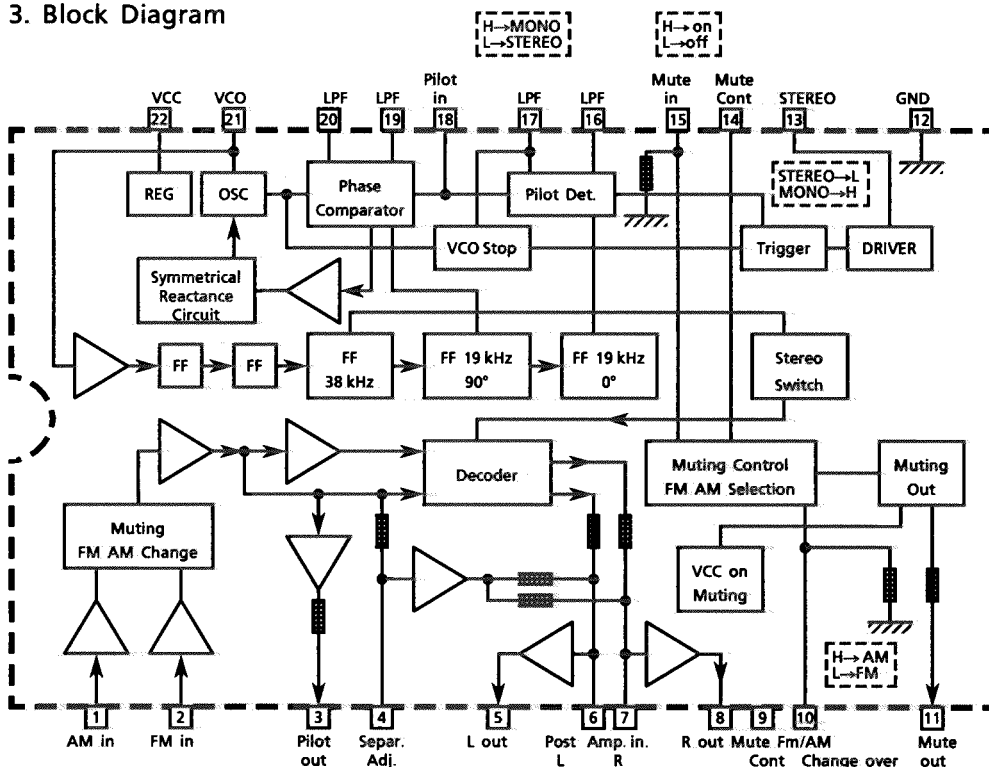 3. Block Diagram
H→MONO
L→STEREO
H→on
L→off
VCC
VCO
LPF
LPF
Pilot
in
LPF
LPF
Mute
in
Mute
Cont
STEREO
GND
22
21
20
19
18
17
16
15
14
13
12
REG
OSC
Phase
Comparator
Pilot Det.
STEREO→L
MONO→H
VCO Stop
Trigger
DRIVER
Symmetrical
Reactance
Circuit
FF
FF
FF
38 kHz
FF 19 kHz
90°
FF 19 kHz
0°
Stereo
Switch
Decoder
Muting Control
FM AM Selection
Muting
Out
Muting
FM AM Change
VCC on
Muting
H→AM
L→FM
1
2
3
4
5
6
7
8
9
10
11
AM in
FM in
Pilot
out
Separ.
Adj.
L out
Post Amp. in.
L R
R out
Mute
Cont
Fm/AM
Change over
Mute
out